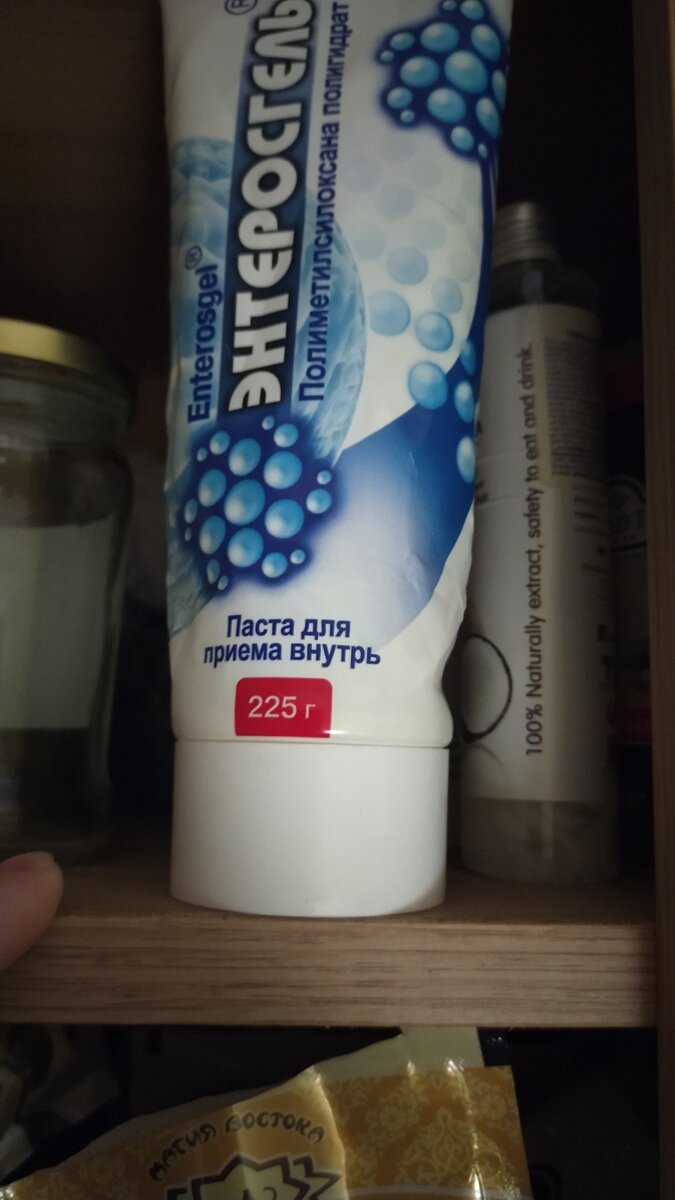 ЭНТЕРОСГЕЛЬ®
Enterosgel®
Полиметилсилоксана полигидрат
Паста для
приема внутрь
225 г
100% Naturally extract, safety to eat and drink.
МАГИЯ ВОСТОКА